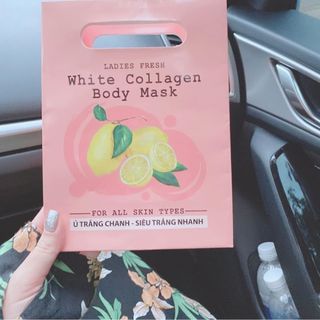 LADIES FRESH
White Collagen
Body Mask
FOR ALL SKIN TYPES
Ủ TRẮNG CHANH - SIÊU TRẮNG NHANH